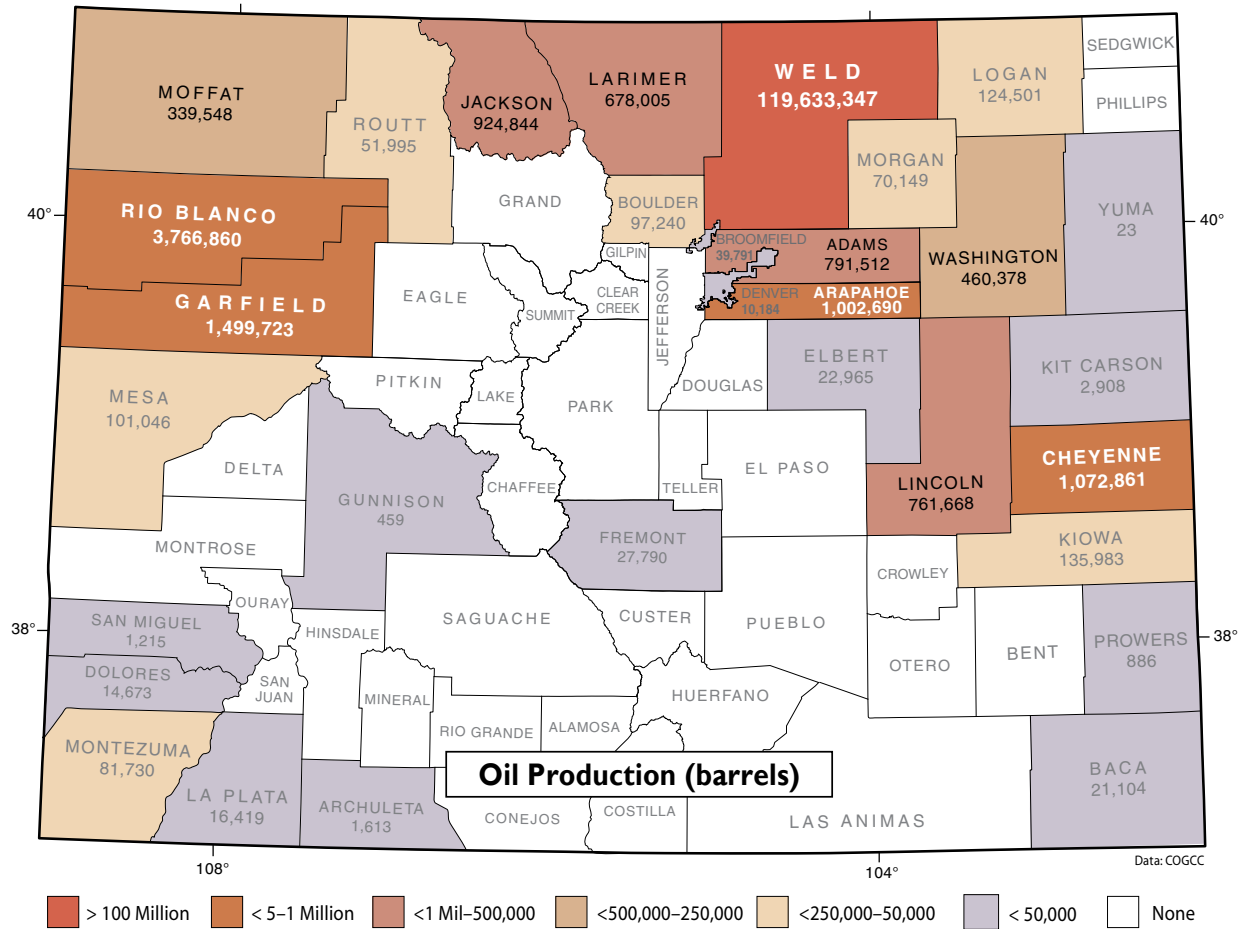 SEDGWICK
MOFFAT
339,548
ROUTT
51,995
JACKSON
924,844
LARIMER
678,005
WELD
119,633,347
LOGAN
124,501
PHILLIPS
MORGAN
70,149
40°
RIO BLANCO
3,766,860
GRAND
BOULDER
97,240
YUMA
23
40°
GILPIN
BROOMFIELD
39,791
ADAMS
791,512
WASHINGTON
460,378
GARFIELD
1,499,723
EAGLE
SUMMIT
CLEAR
CREEK
JEFFERSON
DENVER
10,184
ARAPAHOE
1,002,690
MESA
101,046
PITKIN
LAKE
PARK
DOUGLAS
ELBERT
22,965
KIT CARSON
2,908
DELTA
GUNNISON
459
CHAFFEE
TELLER
EL PASO
LINCOLN
761,668
CHEYENNE
1,072,861
MONTROSE
FREMONT
27,790
KIOWA
135,983
CROWLEY
OURAY
38°
SAN MIGUEL
1,215
HINSDALE
SAGUACHE
CUSTER
PUEBLO
OTERO
BENT
PROWERS
886
38°
DOLORES
14,673
SAN
JUAN
MINERAL
RIO GRANDE
ALAMOSA
HUERFANO
MONTEZUMA
81,730
LA PLATA
16,419
ARCHULETA
1,613
Oil Production (barrels)
CONEJOS
COSTILLA
LAS ANIMAS
BACA
21,104
108°
104°
Data: COGCC
> 100 Million
< 5–1 Million
<1 Mil–500,000
<500,000–250,000
<250,000–50,000
< 50,000
None